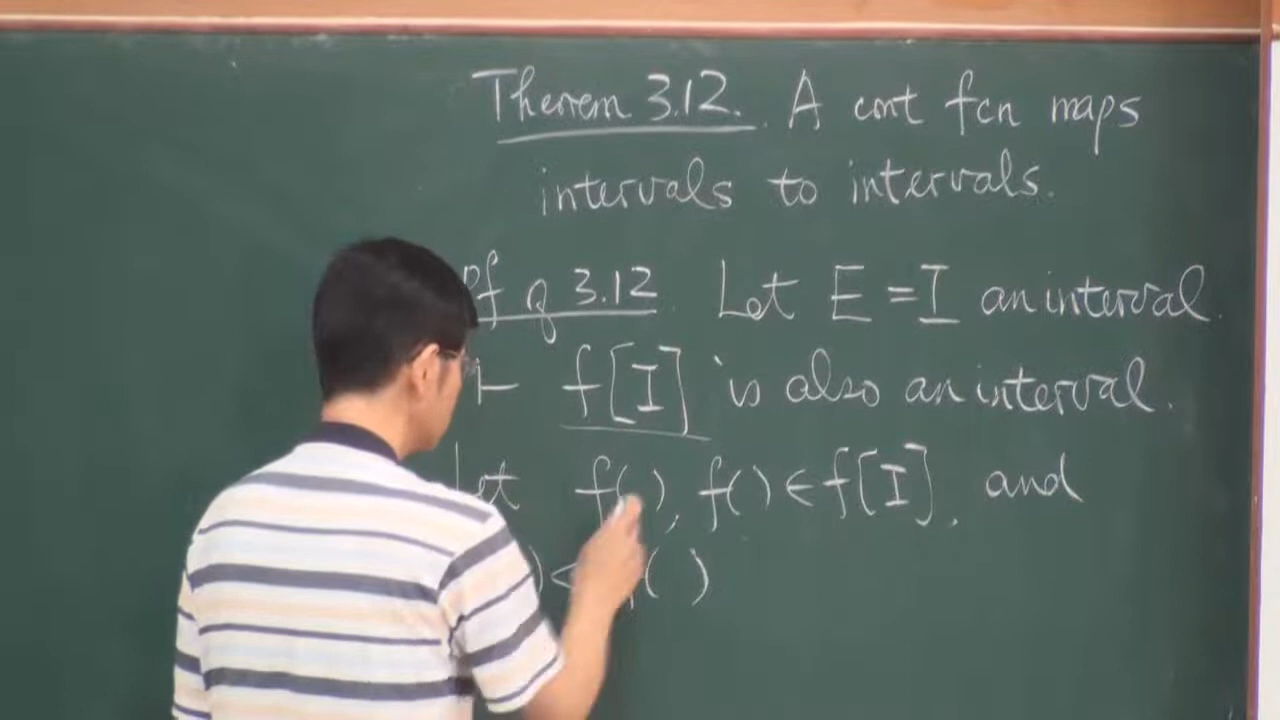 Theorem 3.12. A cont fcn maps
intervals to intervals.
Pf of 3.12. Let E = I an interval.
⊢ f[I] is also an interval.
Let f( ), f( ) ∈ f[I], and
) < f( )